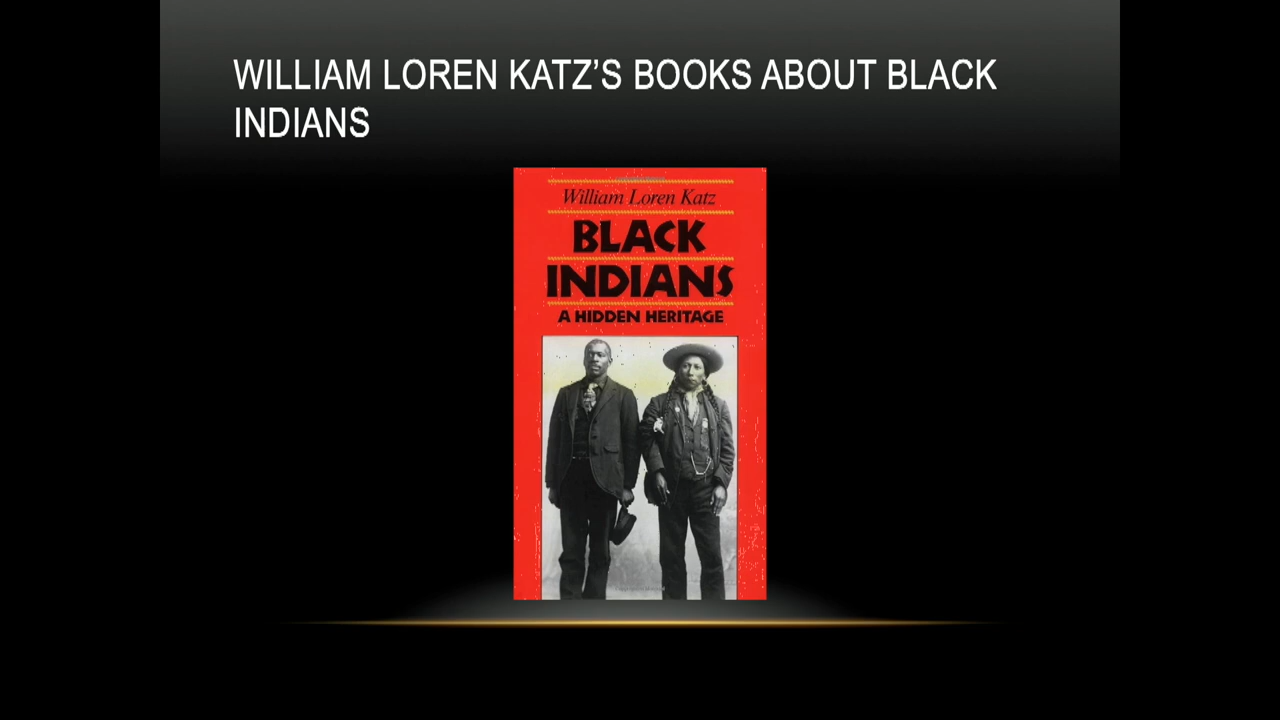 WILLIAM LOREN KATZ’S BOOKS ABOUT BLACK
INDIANS
William Loren Katz
BLACK
INDIANS
A HIDDEN HERITAGE